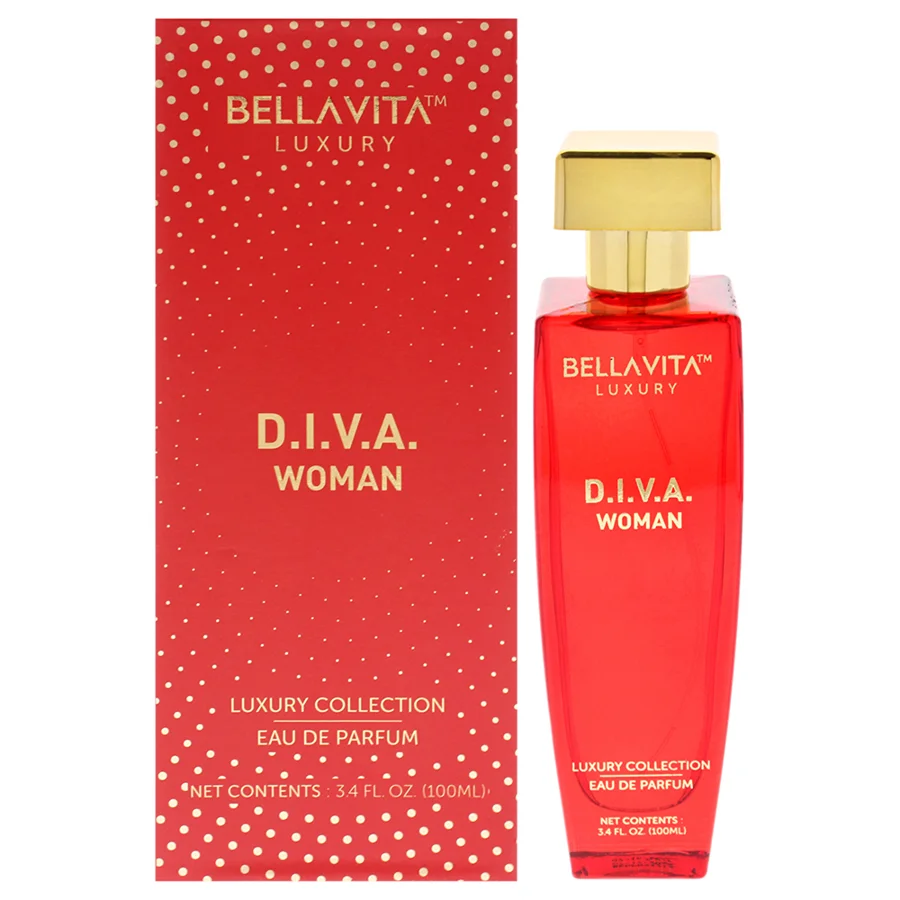 BELLAVITA™
LUXURY
D.I.V.A.
WOMAN
LUXURY COLLECTION
EAU DE PARFUM
NET CONTENTS : 3.4 FL. OZ. (100ML)
BELLAVITA™
LUXURY
D.I.V.A.
WOMAN
LUXURY COLLECTION
EAU DE PARFUM
NET CONTENTS :
3.4 FL. OZ. (100ML)